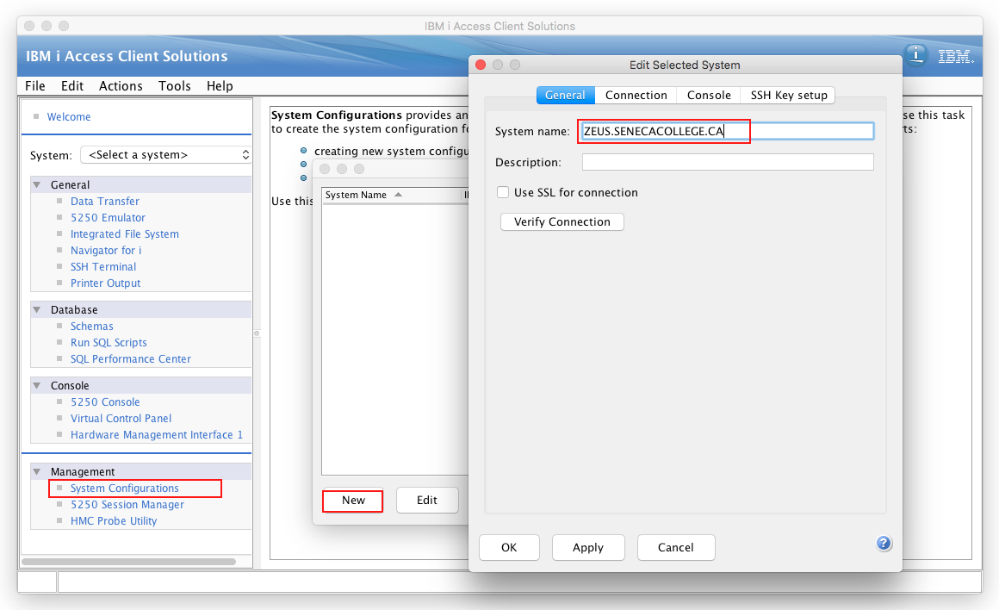 IBM i Access Client Solutions
IBM i Access Client Solutions
IBM.
File Edit Actions Tools Help
Welcome
System: <Select a system>
General
Data Transfer
5250 Emulator
Integrated File System
Navigator for i
SSH Terminal
Printer Output
Database
Schemas
Run SQL Scripts
SQL Performance Center
Console
5250 Console
Virtual Control Panel
Hardware Management Interface 1
Management
System Configurations
5250 Session Manager
HMC Probe Utility
System Configurations provides an
se this task
to create the system configuration fo
rts:
creating new system configu
Use this
System Name
New Edit
Edit Selected System
General Connection Console SSH Key setup
System name: ZEUS.SENECACOLLEGE.CA
Description:
Use SSL for connection
Verify Connection
OK Apply Cancel
?